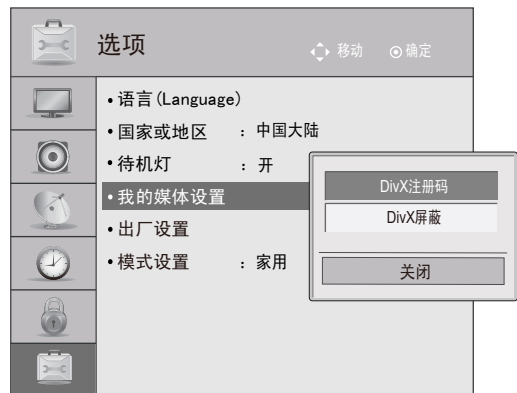 选项
移动 确定
•语言(Language)
•国家或地区 ：中国大陆
•待机灯 ：开
•我的媒体设置
•出厂设置
•模式设置 ：家用
DivX注册码
DivX屏蔽
关闭